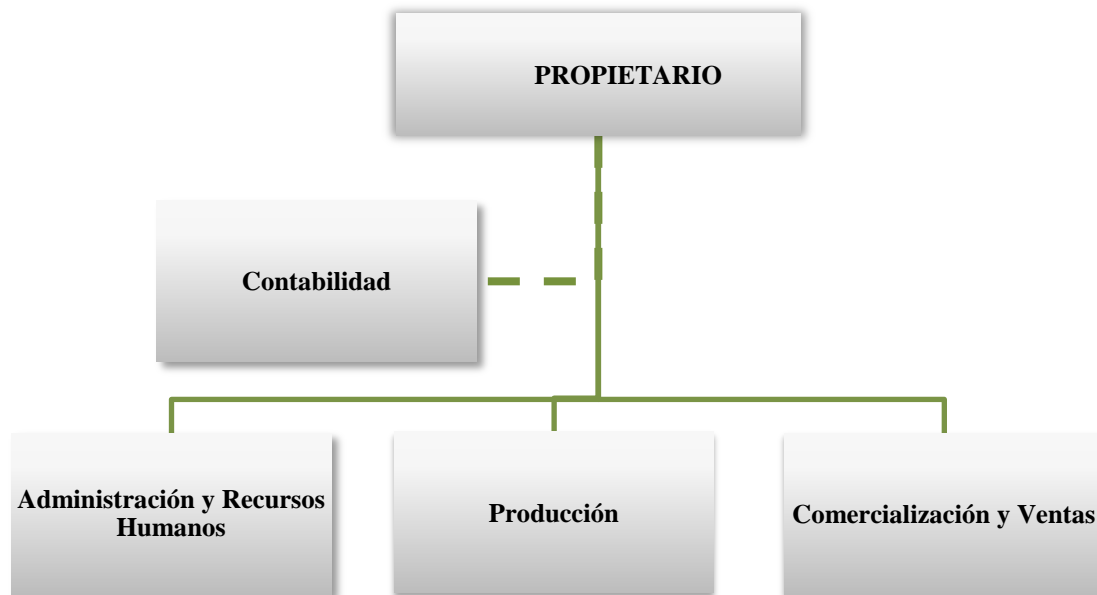 PROPIETARIO
Contabilidad
Administración y Recursos
Humanos
Producción
Comercialización y Ventas